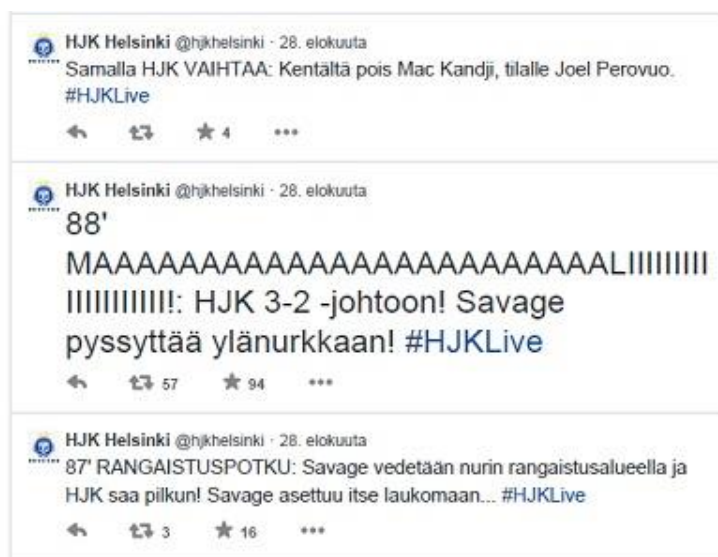 HJK Helsinki @hjkhelsinki · 28. elokuuta
Samalla HJK VAIHTAA: Kentältä pois Mac Kandji, tilalle Joel Perovuo.
#HJKLive
4
HJK Helsinki @hjkhelsinki · 28. elokuuta
88'
MAAAAAAAAAAAAAAAAAAAAAAAALIIIIIIIII
IIIIIIIIIIII!: HJK 3-2 -johtoon! Savage
pyssyttää ylänurkkaan! #HJKLive
57 94
HJK Helsinki @hjkhelsinki · 28. elokuuta
87' RANGAISTUSPOTKU: Savage vedetään nurin rangaistusalueella ja
HJK saa pilkun! Savage asettuu itse laukomaan... #HJKLive
3 16